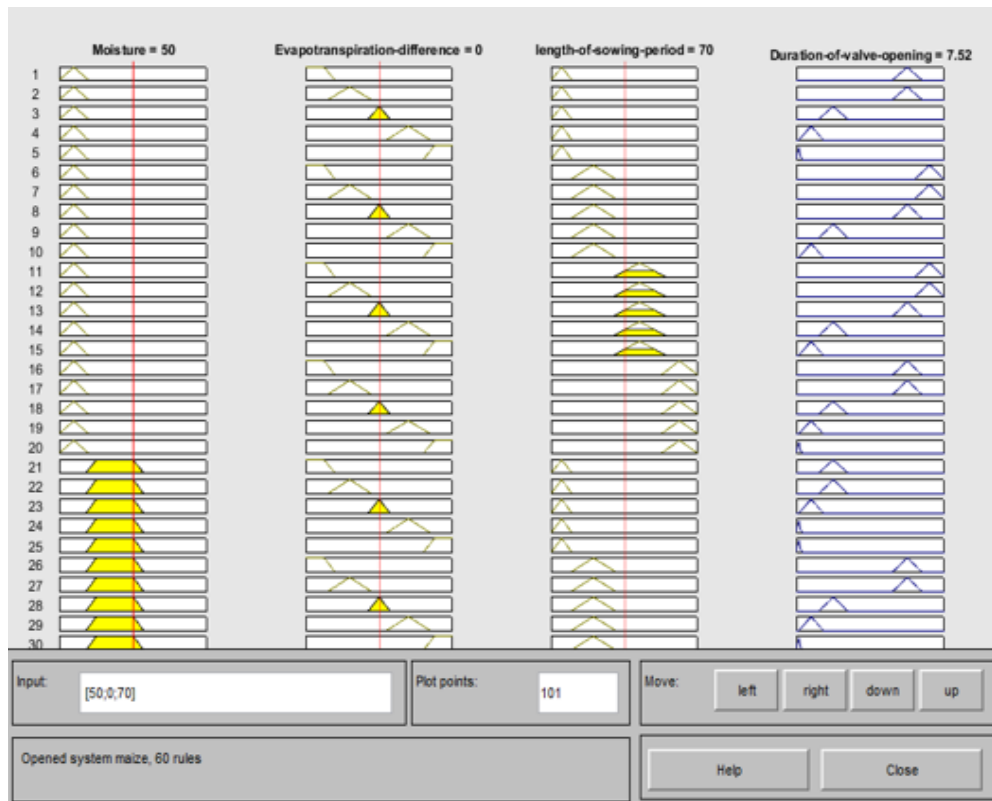 Moisture = 50
Evapotranspiration-difference = 0
length-of-sowing-period = 70
Duration-of-valve-opening = 7.52
1
2
3
4
5
6
7
8
9
10
11
12
13
14
15
16
17
18
19
20
21
22
23
24
25
26
27
28
29
30
Input:
[50;0;70]
Plot points:
101
Move:
left
right
down
up
Opened system maize, 60 rules
Help
Close